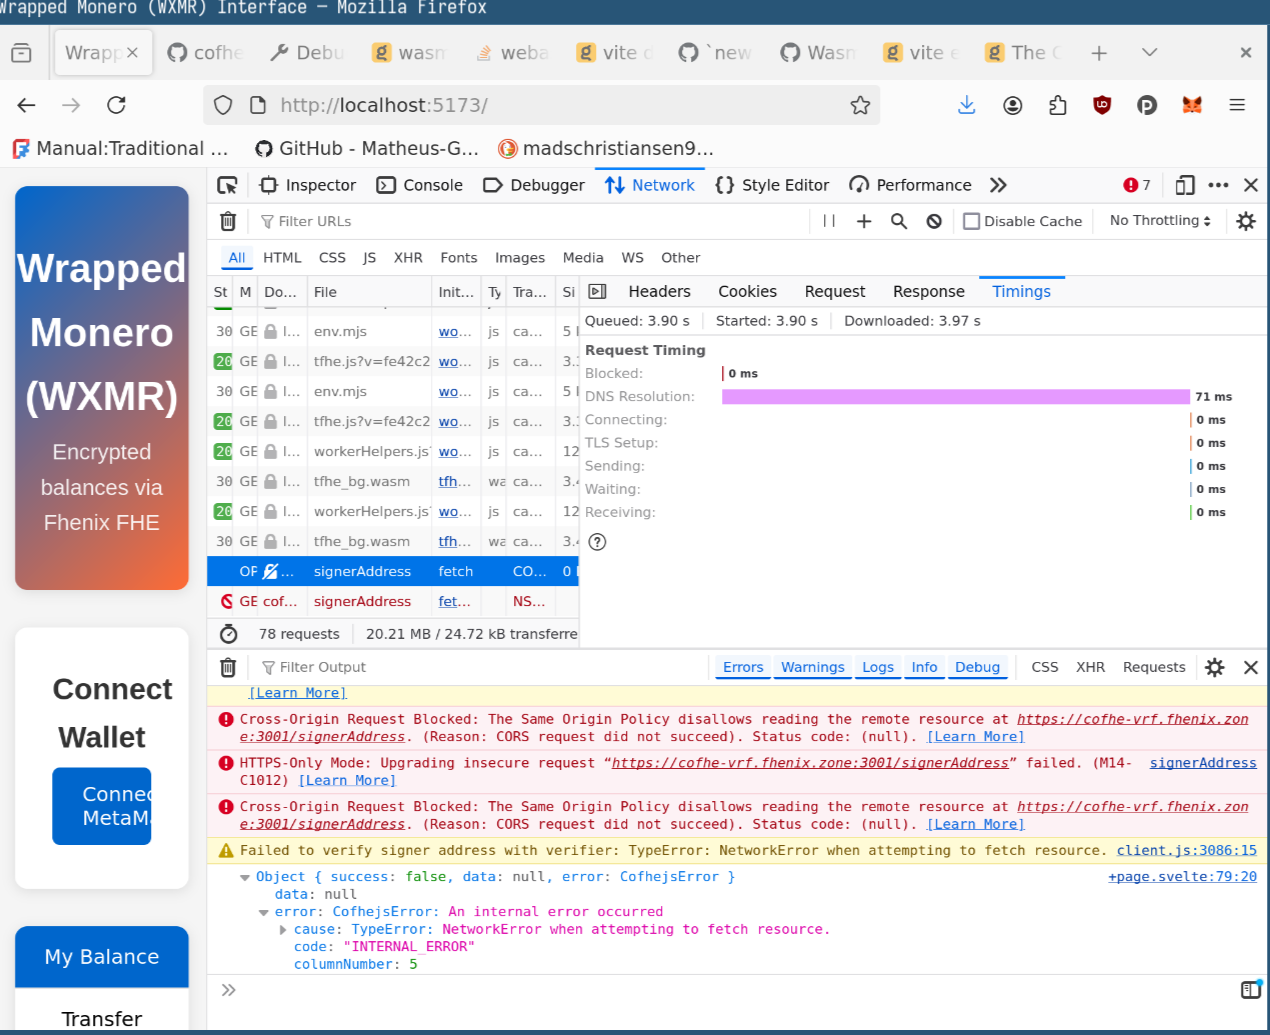 Wrapped Monero (WXMR) Interface — Mozilla Firefox
Wrapp cofhe Debu wasm weba vite d `new Wasm vite e The C
http://localhost:5173/
Manual:Traditional ... GitHub - Matheus-G... madschristiansen9...
Wrapped
Monero
(WXMR)
Encrypted
balances via
Fhenix FHE
Connect
Wallet
Connec
MetaMa
My Balance
Transfer
Inspector Console Debugger Network Style Editor Performance 7
Filter URLs Disable Cache No Throttling
All HTML CSS JS XHR Fonts Images Media WS Other
St M Do... File Init... Ty Tra... Si
30 GE l... env.mjs wo... js ca... 5
20 GE l... tfhe.js?v=fe42c2 wo... js ca... 3.
30 GE l... env.mjs wo... js ca... 5
20 GE l... tfhe.js?v=fe42c2 wo... js ca... 3.
20 GE l... workerHelpers.js? wo... js ca... 12
30 GE l... tfhe_bg.wasm tfh... wa ca... 3.4
20 GE l... workerHelpers.js? wo... js ca... 12
30 GE l... tfhe_bg.wasm tfh... wa ca... 3.4
OP ... signerAddress fetch CO... 0
GE cof... signerAddress fet... NS...
78 requests 20.21 MB / 24.72 kB transferre
Headers Cookies Request Response Timings
Queued: 3.90 s Started: 3.90 s Downloaded: 3.97 s
Request Timing
Blocked: 0 ms
DNS Resolution: 71 ms
Connecting: 0 ms
TLS Setup: 0 ms
Sending: 0 ms
Waiting: 0 ms
Receiving: 0 ms
Filter Output Errors Warnings Logs Info Debug CSS XHR Requests
[Learn More]
Cross-Origin Request Blocked: The Same Origin Policy disallows reading the remote resource at https://cofhe-vrf.fhenix.zon
e:3001/signerAddress. (Reason: CORS request did not succeed). Status code: (null). [Learn More]
HTTPS-Only Mode: Upgrading insecure request “https://cofhe-vrf.fhenix.zone:3001/signerAddress” failed. (M14- signerAddress
C1012) [Learn More]
Cross-Origin Request Blocked: The Same Origin Policy disallows reading the remote resource at https://cofhe-vrf.fhenix.zon
e:3001/signerAddress. (Reason: CORS request did not succeed). Status code: (null). [Learn More]
Failed to verify signer address with verifier: TypeError: NetworkError when attempting to fetch resource. client.js:3086:15
Object { success: false, data: null, error: CofhejsError } +page.svelte:79:20
data: null
error: CofhejsError: An internal error occurred
cause: TypeError: NetworkError when attempting to fetch resource.
code: "INTERNAL_ERROR"
columnNumber: 5